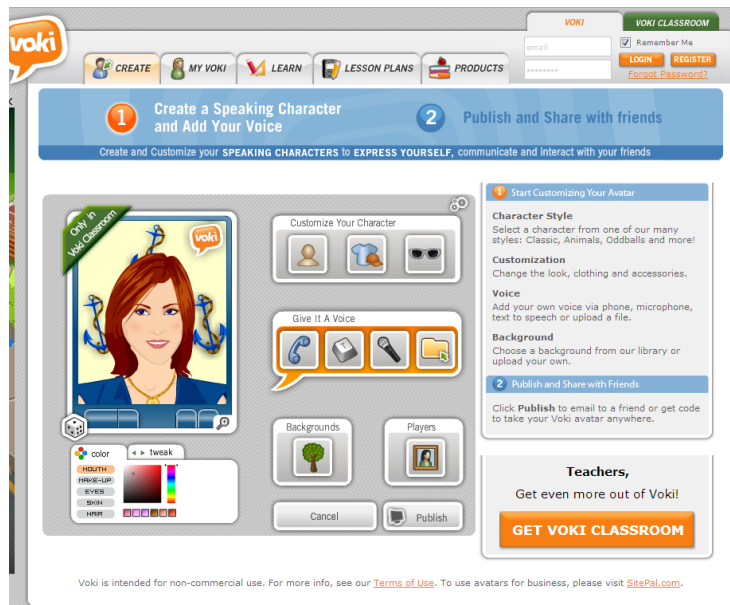 voki
VOKI
VOKI CLASSROOM
email
Remember Me
LOGIN
REGISTER
Forgot Password?
CREATE
MY VOKI
LEARN
LESSON PLANS
PRODUCTS
1
Create a Speaking Character
and Add Your Voice
2
Publish and Share with friends
Create and Customize your SPEAKING CHARACTERS to EXPRESS YOURSELF, communicate and interact with your friends
Only in
Voki Classroom
voki
color
tweak
MOUTH
MAKE-UP
EYES
SKIN
HAIR
Customize Your Character
Give It A Voice
Backgrounds
Players
Cancel
Publish
1 Start Customizing Your Avatar
Character Style
Select a character from one of our many
styles: Classic, Animals, Oddballs and more!
Customization
Change the look, clothing and accessories.
Voice
Add your own voice via phone, microphone,
text to speech or upload a file.
Background
Choose a background from our library or
upload your own.
2 Publish and Share with Friends
Click Publish to email to a friend or get code
to take your Voki avatar anywhere.
Teachers,
Get even more out of Voki!
GET VOKI CLASSROOM
Voki is intended for non-commercial use. For more info, see our Terms of Use. To use avatars for business, please visit SitePal.com.